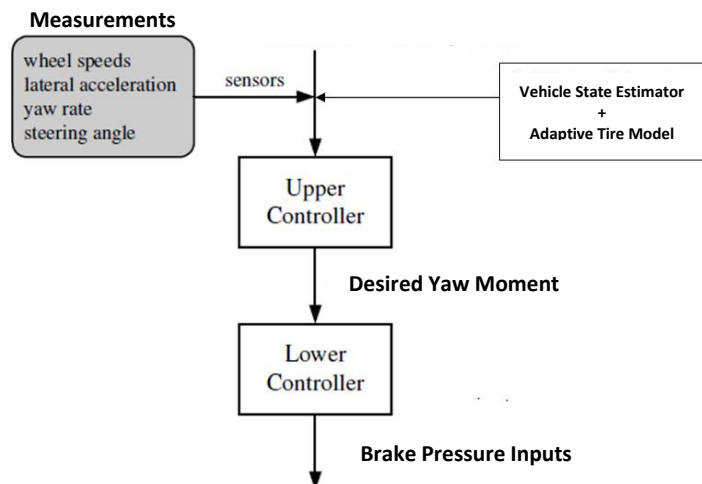 Measurements
wheel speeds
lateral acceleration
yaw rate
steering angle
sensors
Vehicle State Estimator
+
Adaptive Tire Model
Upper
Controller
Desired Yaw Moment
Lower
Controller
Brake Pressure Inputs